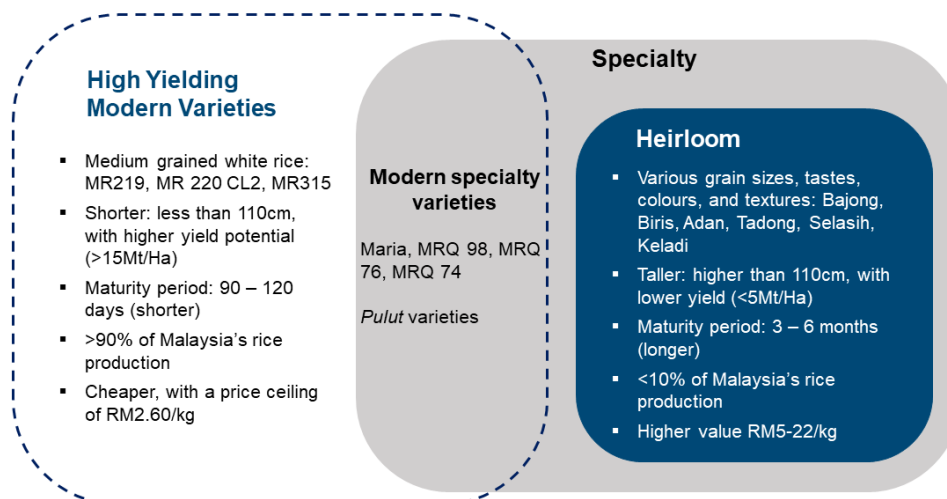 High Yielding
Modern Varieties
▪ Medium grained white rice:
MR219, MR 220 CL2, MR315
▪ Shorter: less than 110cm,
with higher yield potential
(>15Mt/Ha)
▪ Maturity period: 90 – 120
days (shorter)
▪ >90% of Malaysia's rice
production
▪ Cheaper, with a price ceiling
of RM2.60/kg
Modern specialty
varieties
Maria, MRQ 98, MRQ
76, MRQ 74
Pulut varieties
Specialty
Heirloom
▪ Various grain sizes, tastes,
colours, and textures: Bajong,
Biris, Adan, Tadong, Selasih,
Keladi
▪ Taller: higher than 110cm, with
lower yield (<5Mt/Ha)
▪ Maturity period: 3 – 6 months
(longer)
▪ <10% of Malaysia's rice
production
▪ Higher value RM5-22/kg